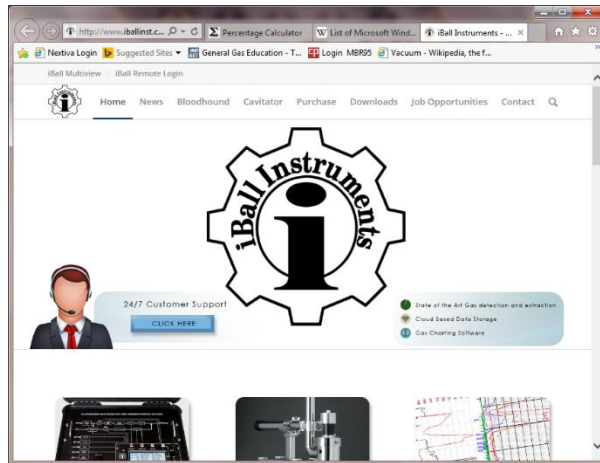 http://www.iballinst.c...
Percentage Calculator
List of Microsoft Wind...
iBall Instruments - ...
Nextiva Login
Suggested Sites
General Gas Education - T...
Login MBR95
Vacuum - Wikipedia, the f...
iBall Multiview
iBall Remote Login
Home News Bloodhound Cavitator Purchase Downloads Job Opportunities Contact
iBall Instruments
i
24/7 Customer Support
CLICK HERE
State of the Art Gas detection and extraction
Cloud Based Data Storage
Gas Charting Software